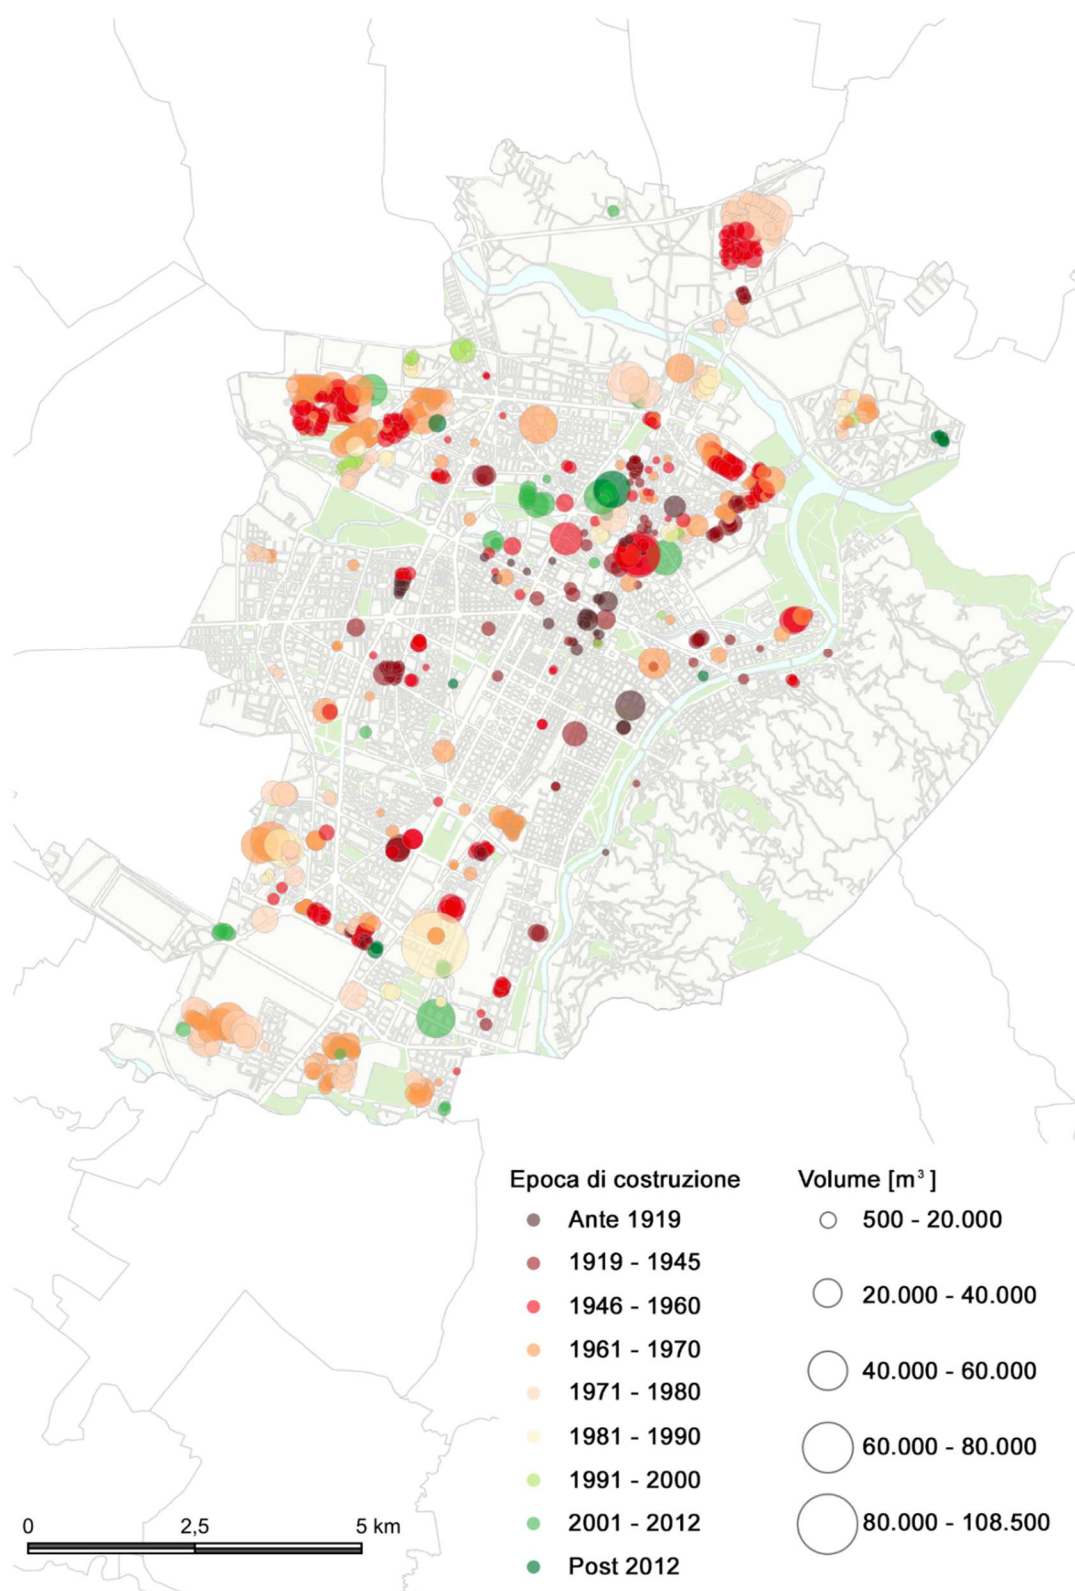 Epoca di costruzione
Ante 1919
1919 - 1945
1946 - 1960
1961 - 1970
1971 - 1980
1981 - 1990
1991 - 2000
2001 - 2012
Post 2012
Volume [m³]
500 - 20.000
20.000 - 40.000
40.000 - 60.000
60.000 - 80.000
80.000 - 108.500
0 2,5 5 km